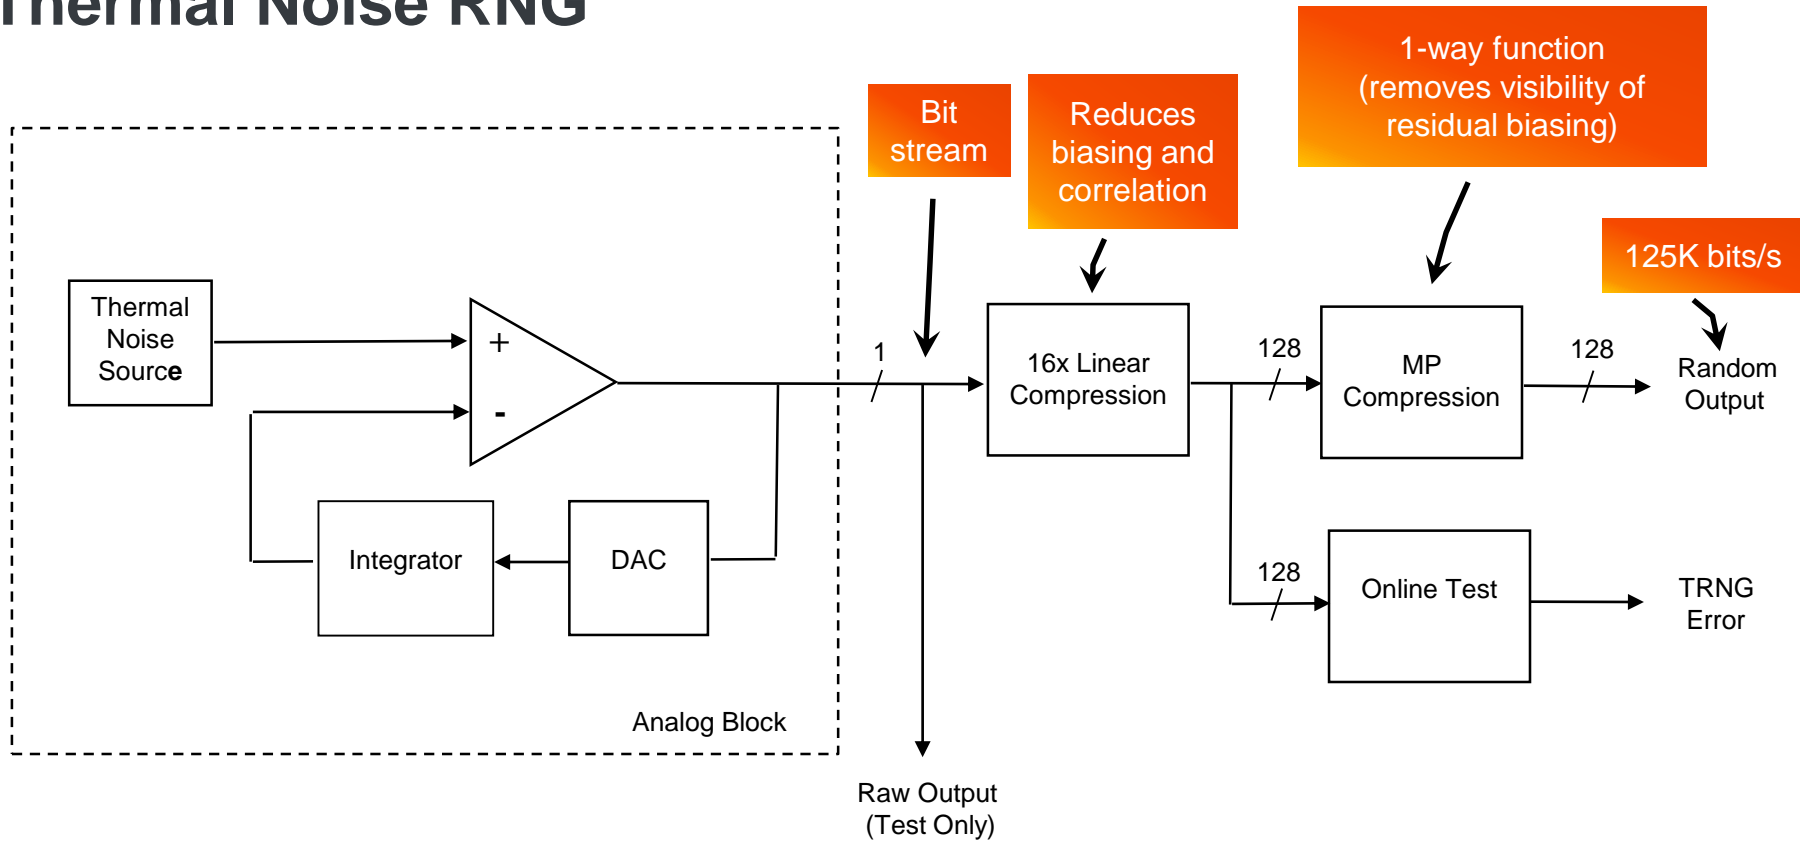 Thermal Noise RNG
1-way function
(removes visibility of
residual biasing)
Bit
stream
Reduces
biasing and
correlation
125K bits/s
Thermal
Noise
Source
+
-
Integrator
DAC
Analog Block
1
16x Linear
Compression
128
MP
Compression
128
Random
Output
128
Online Test
TRNG
Error
Raw Output
(Test Only)